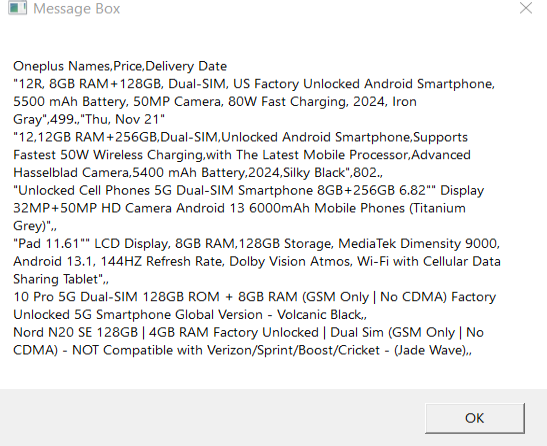 Message Box
Oneplus Names,Price,Delivery Date
"12R, 8GB RAM+128GB, Dual-SIM, US Factory Unlocked Android Smartphone,
5500 mAh Battery, 50MP Camera, 80W Fast Charging, 2024, Iron
Gray",499.,"Thu, Nov 21"
"12,12GB RAM+256GB,Dual-SIM,Unlocked Android Smartphone,Supports
Fastest 50W Wireless Charging,with The Latest Mobile Processor,Advanced
Hasselblad Camera,5400 mAh Battery,2024,Silky Black",802.,
"Unlocked Cell Phones 5G Dual-SIM Smartphone 8GB+256GB 6.82"" Display
32MP+50MP HD Camera Android 13 6000mAh Mobile Phones (Titanium
Grey)",,
"Pad 11.61"" LCD Display, 8GB RAM,128GB Storage, MediaTek Dimensity 9000,
Android 13.1, 144HZ Refresh Rate, Dolby Vision Atmos, Wi-Fi with Cellular Data
Sharing Tablet",,
10 Pro 5G Dual-SIM 128GB ROM + 8GB RAM (GSM Only | No CDMA) Factory
Unlocked 5G Smartphone Global Version - Volcanic Black,,
Nord N20 SE 128GB | 4GB RAM Factory Unlocked | Dual Sim (GSM Only | No
CDMA) - NOT Compatible with Verizon/Sprint/Boost/Cricket - (Jade Wave),,
OK